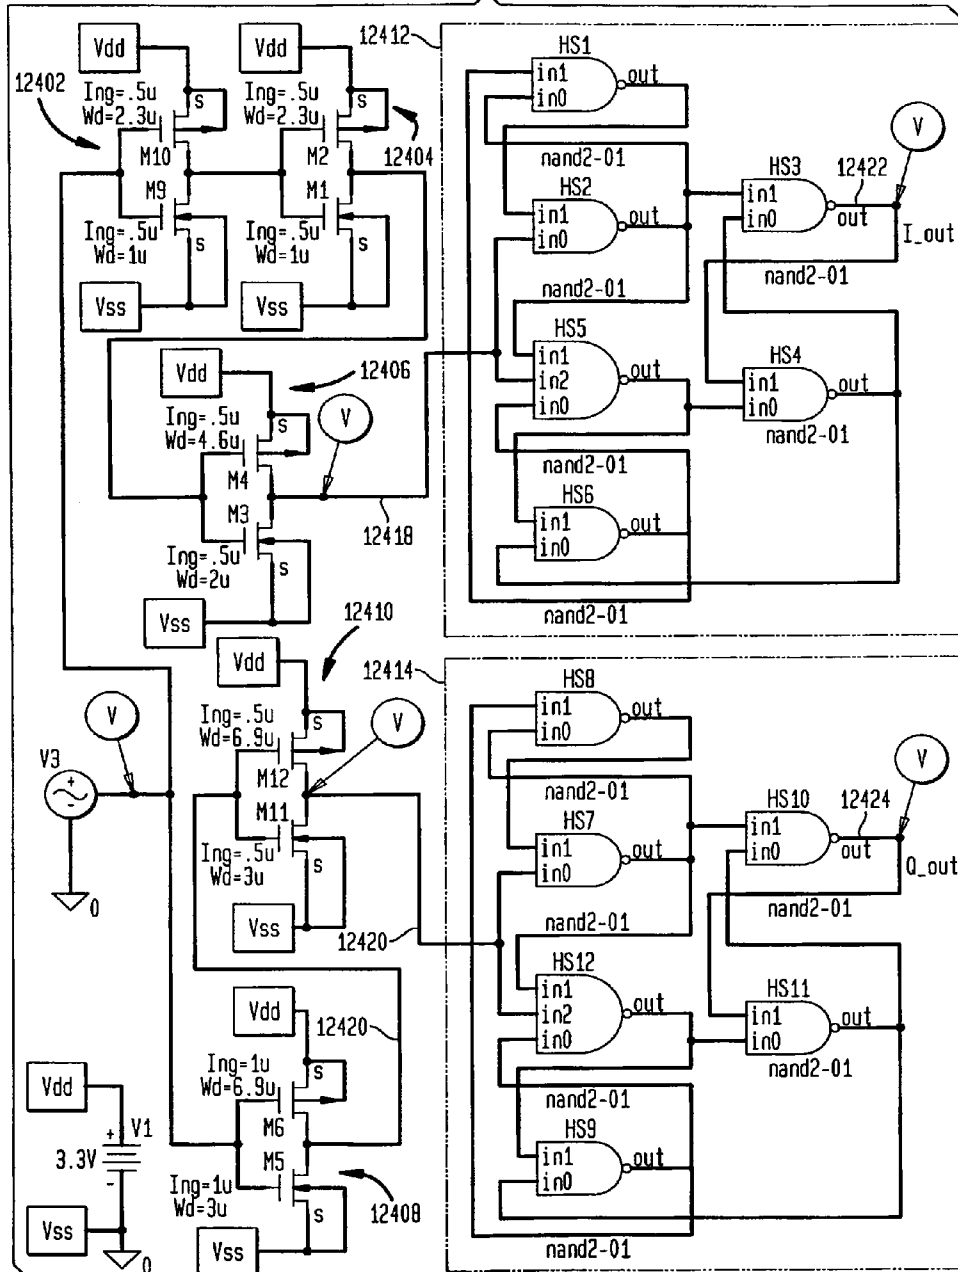 12402
Vdd
Ing=.5u
Wd=2.3u
S
M10
M9
Ing=.5u
Wd=1u
S
Vss
Vdd
Ing=.5u
Wd=2.3u
S
M2
12404
M1
Ing=.5u
Wd=1u
S
Vss
Vdd
12406
Ing=.5u
Wd=4.6u
S
V
M4
M3
12418
Ing=.5u
Wd=2u
S
Vss
12410
Vdd
Ing=.5u
Wd=6.9u
S
V
M12
M11
Ing=.5u
Wd=3u
S
Vss
12420
V
V3
+
-
0
Vdd
12420
Ing=1u
Wd=6.9u
S
M6
M5
Ing=1u
Wd=3u
S
12408
Vss
Vdd
+
V1
3.3V
-
Vss
0
12412
HS1
in1
in0
out
nand2-01
HS2
in1
in0
out
nand2-01
HS3
in1
in0
12422
out
V
I_out
nand2-01
HS5
in1
in2
in0
out
nand2-01
HS4
in1
in0
out
nand2-01
HS6
in1
in0
out
nand2-01
12414
HS8
in1
in0
out
nand2-01
HS7
in1
in0
out
nand2-01
HS10
in1
in0
12424
out
V
Q_out
nand2-01
HS12
in1
in2
in0
out
nand2-01
HS11
in1
in0
out
nand2-01
HS9
in1
in0
out
nand2-01